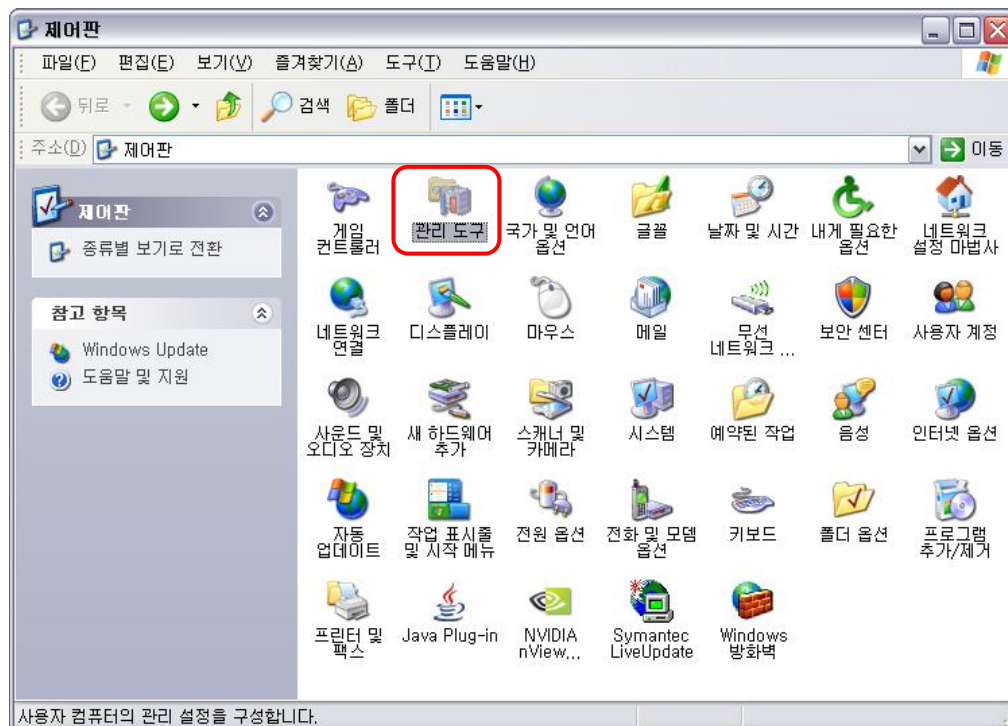 제어판
파일(F) 편집(E) 보기(V) 즐겨찾기(A) 도구(T) 도움말(H)
뒤로 검색 폴더
주소(D) 제어판 이동
제어판
종류별 보기로 전환
참고 항목
Windows Update
도움말 및 지원
게임
컨트롤러
관리 도구
국가 및 언어
옵션
글꼴
날짜 및 시간
내게 필요한
옵션
네트워크
설정 마법사
네트워크
연결
디스플레이
마우스
메일
무선
네트워크 ...
보안 센터
사용자 계정
사운드 및
오디오 장치
새 하드웨어
추가
스캐너 및
카메라
시스템
예약된 작업
음성
인터넷 옵션
자동
업데이트
작업 표시줄
및 시작 메뉴
전원 옵션
전화 및 모뎀
옵션
키보드
폴더 옵션
프로그램
추가/제거
프린터 및
팩스
Java Plug-in
NVIDIA
nView...
Symantec
LiveUpdate
Windows
방화벽
사용자 컴퓨터의 관리 설정을 구성합니다.